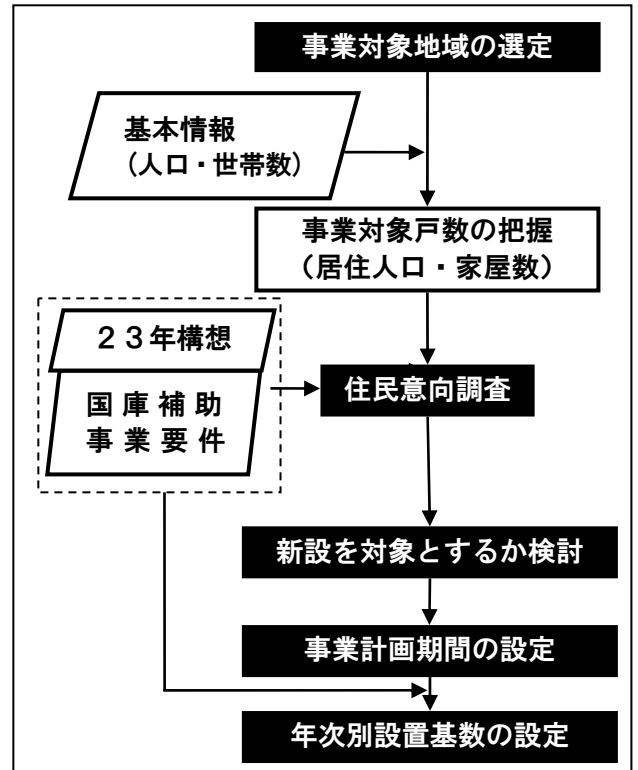 事業対象地域の選定
基本情報
（人口・世帯数）
事業対象戸数の把握
（居住人口・家屋数）
２３年構想
国庫補助
事業要件
住民意向調査
新設を対象とするか検討
事業計画期間の設定
年次別設置基数の設定